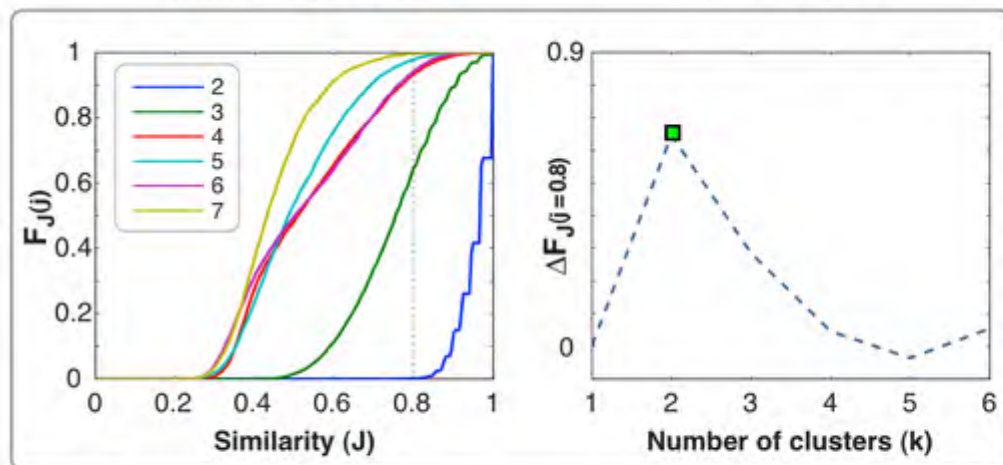 1
0.8
0.6
0.4
0.2
0
F_J(j)
2
3
4
5
6
7
0 0.2 0.4 0.6 0.8 1
Similarity (J)
0.9
0
ΔF_J(j=0.8)
1 2 3 4 5 6
Number of clusters (k)